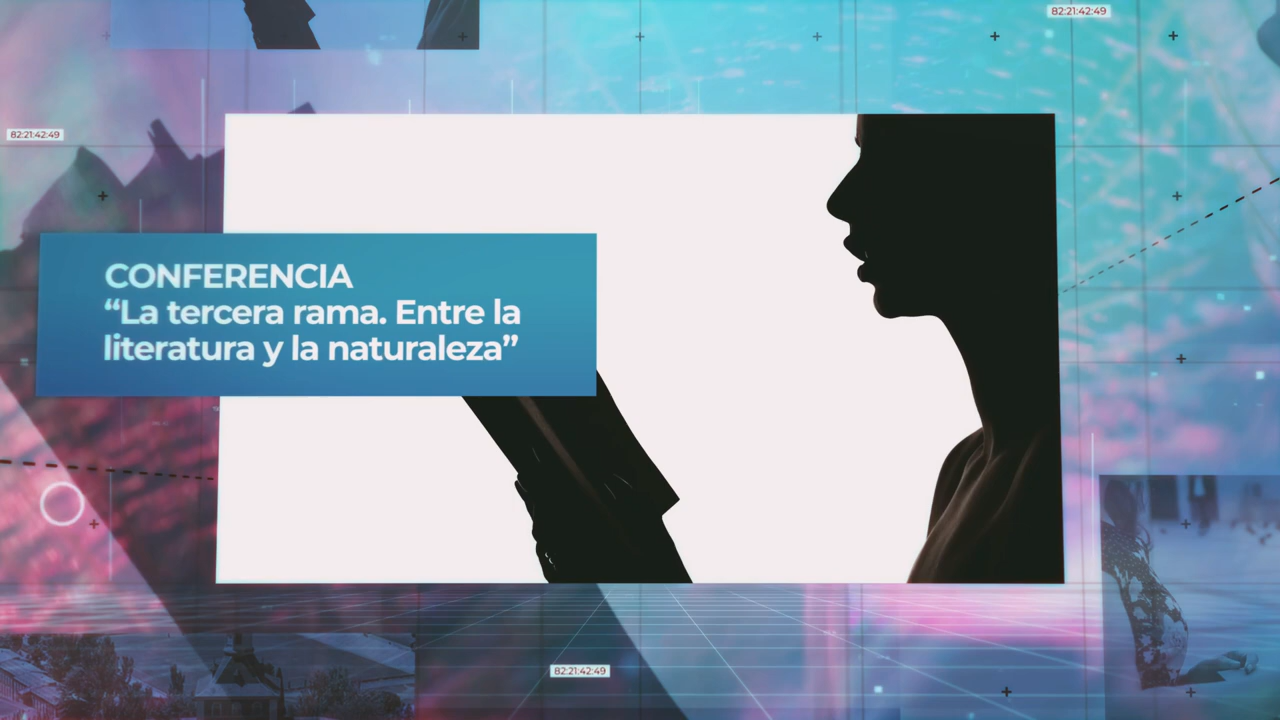 82:21:42:49
82:21:42:49
CONFERENCIA
“La tercera rama. Entre la
literatura y la naturaleza”
82:21:42:49